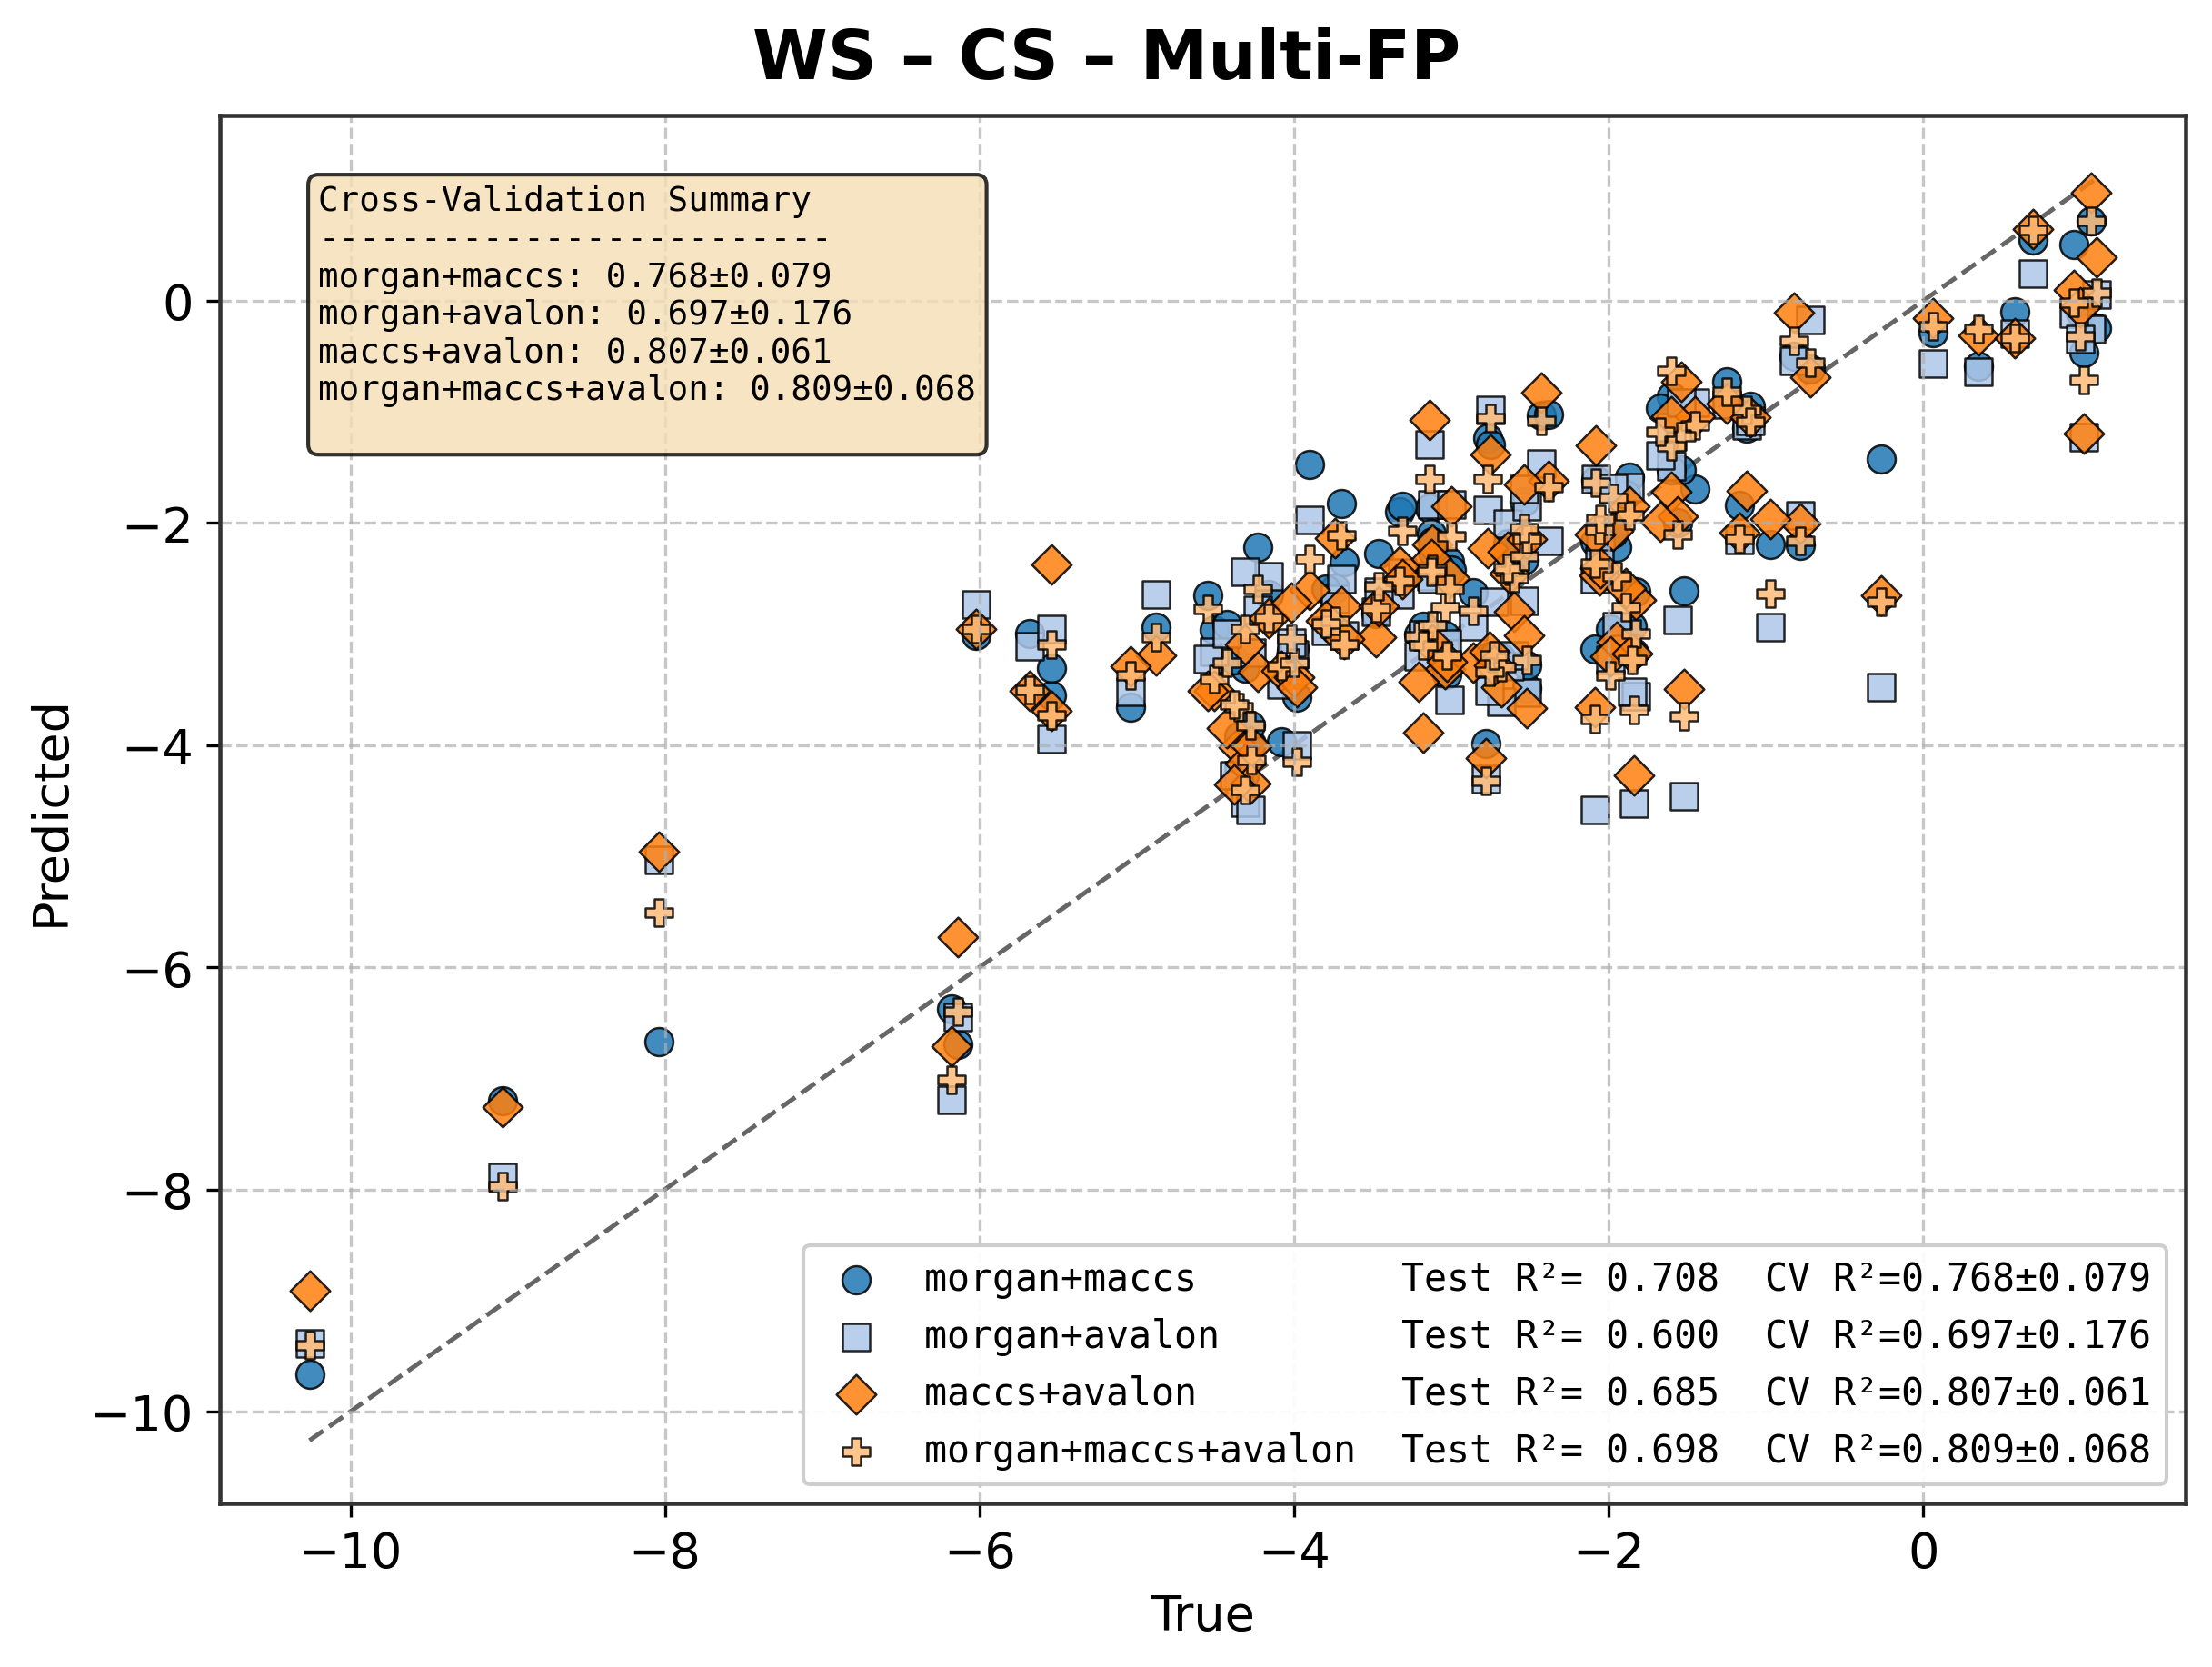 WS – CS – Multi-FP
Cross-Validation Summary
-------------------------
morgan+maccs: 0.768±0.079
morgan+avalon: 0.697±0.176
maccs+avalon: 0.807±0.061
morgan+maccs+avalon: 0.809±0.068
0
−2
−4
−6
−8
−10
Predicted
morgan+maccs Test R²= 0.708 CV R²=0.768±0.079
morgan+avalon Test R²= 0.600 CV R²=0.697±0.176
maccs+avalon Test R²= 0.685 CV R²=0.807±0.061
morgan+maccs+avalon Test R²= 0.698 CV R²=0.809±0.068
−10 −8 −6 −4 −2 0
True